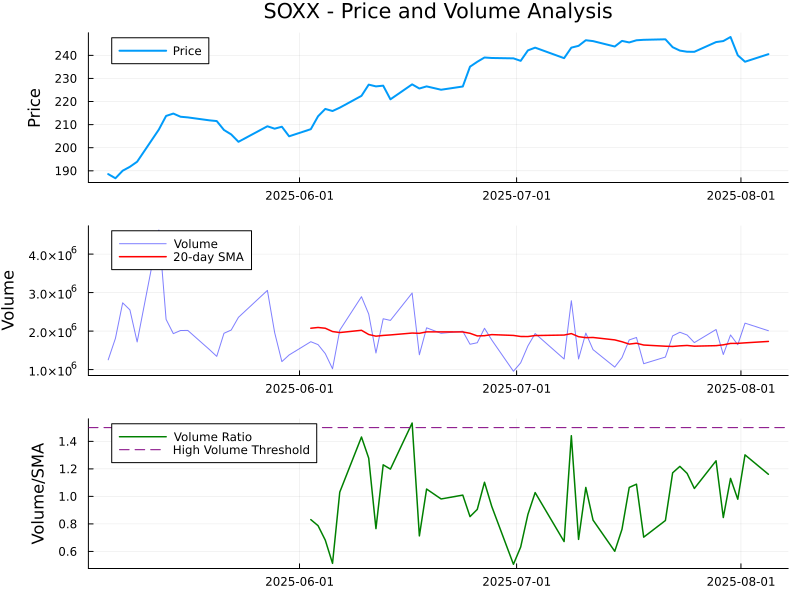 SOXX - Price and Volume Analysis
Price
240
230
220
210
200
190
Price
2025-06-01
2025-07-01
2025-08-01
Volume
4.0×10⁶
3.0×10⁶
2.0×10⁶
1.0×10⁶
Volume
20-day SMA
2025-06-01
2025-07-01
2025-08-01
Volume/SMA
1.4
1.2
1.0
0.8
0.6
Volume Ratio
High Volume Threshold
2025-06-01
2025-07-01
2025-08-01